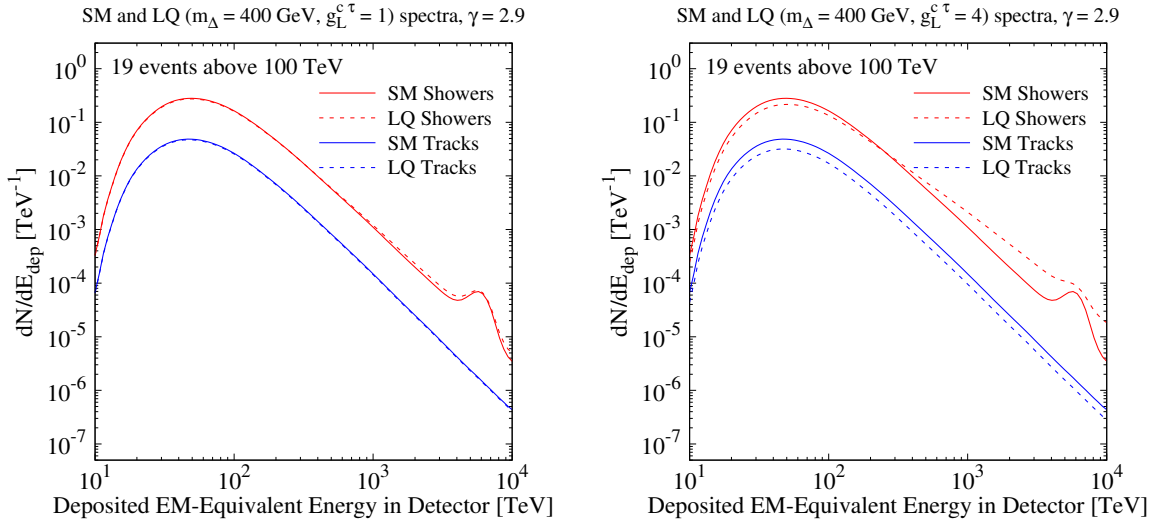 SM and LQ (m_Δ = 400 GeV, g_L^{c τ} = 1) spectra, γ = 2.9
19 events above 100 TeV
SM Showers
LQ Showers
SM Tracks
LQ Tracks
dN/dE_dep [TeV^-1]
10^0
10^-1
10^-2
10^-3
10^-4
10^-5
10^-6
10^-7
10^1 10^2 10^3 10^4
Deposited EM-Equivalent Energy in Detector [TeV]
SM and LQ (m_Δ = 400 GeV, g_L^{c τ} = 4) spectra, γ = 2.9
19 events above 100 TeV
SM Showers
LQ Showers
SM Tracks
LQ Tracks
dN/dE_dep [TeV^-1]
10^0
10^-1
10^-2
10^-3
10^-4
10^-5
10^-6
10^-7
10^1 10^2 10^3 10^4
Deposited EM-Equivalent Energy in Detector [TeV]